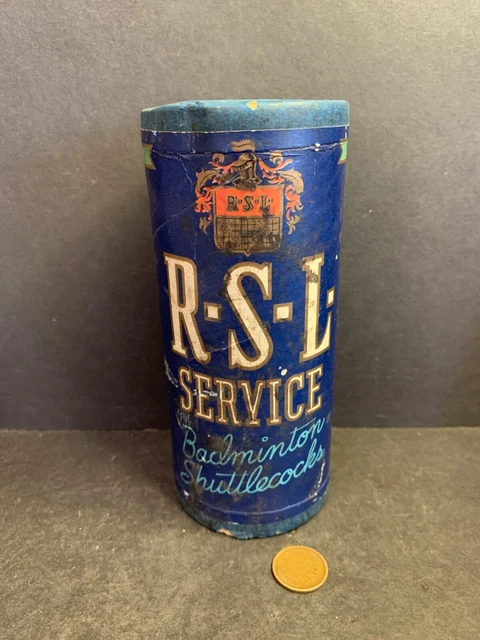 R·S·L·
R·S·L·
SERVICE
Badminton
Shuttlecocks